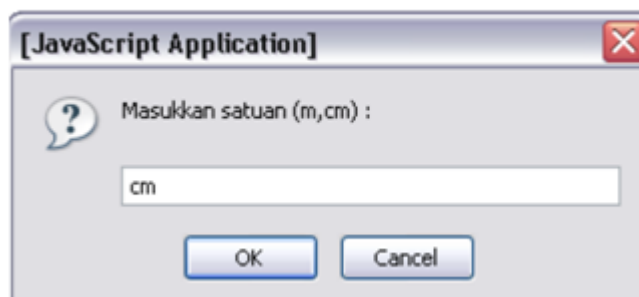 [JavaScript Application]
Masukkan satuan (m,cm) :
cm
OK Cancel